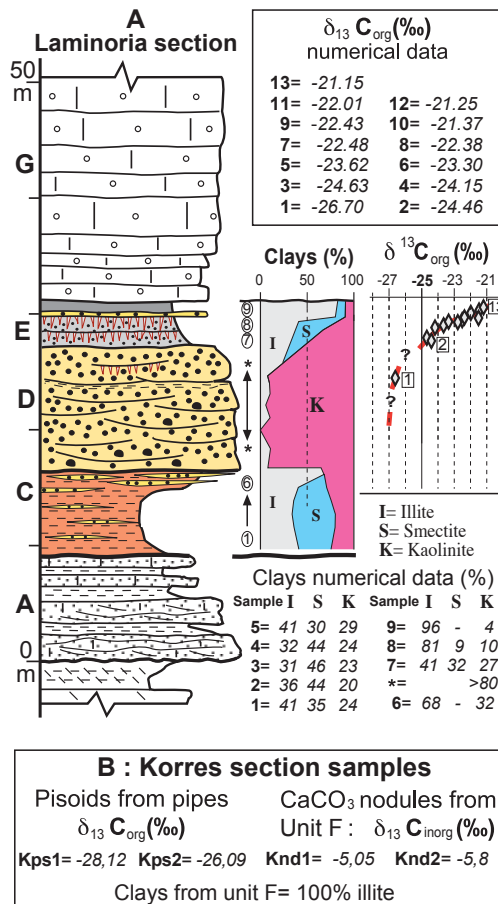 A
Laminoria section
δ13 Corg(‰)
numerical data
13= -21.15
11= -22.01 12= -21.25
9= -22.43 10= -21.37
7= -22.48 8= -22.38
5= -23.62 6= -23.30
3= -24.63 4= -24.15
1= -26.70 2= -24.46
50
m
G
E
D
C
A
0
m
Clays (%)
0 50 100
I S
K
I S
⑨
⑧
⑦
*
*
⑥
①
δ 13Corg(‰)
-27 -25 -23 -21
13
2
?
1
?
I= Illite
S= Smectite
K= Kaolinite
Clays numerical data (%)
Sample I S K Sample I S K
5= 41 30 29 9= 96 - 4
4= 32 44 24 8= 81 9 10
3= 31 46 23 7= 41 32 27
2= 36 44 20 *= >80
1= 41 35 24 6= 68 - 32
B : Korres section samples
Pisoids from pipes CaCO3 nodules from
δ13 Corg(‰) Unit F : δ13 Cinorg(‰)
Kps1= -28,12 Kps2= -26,09 Knd1= -5,05 Knd2= -5,8
Clays from unit F= 100% illite